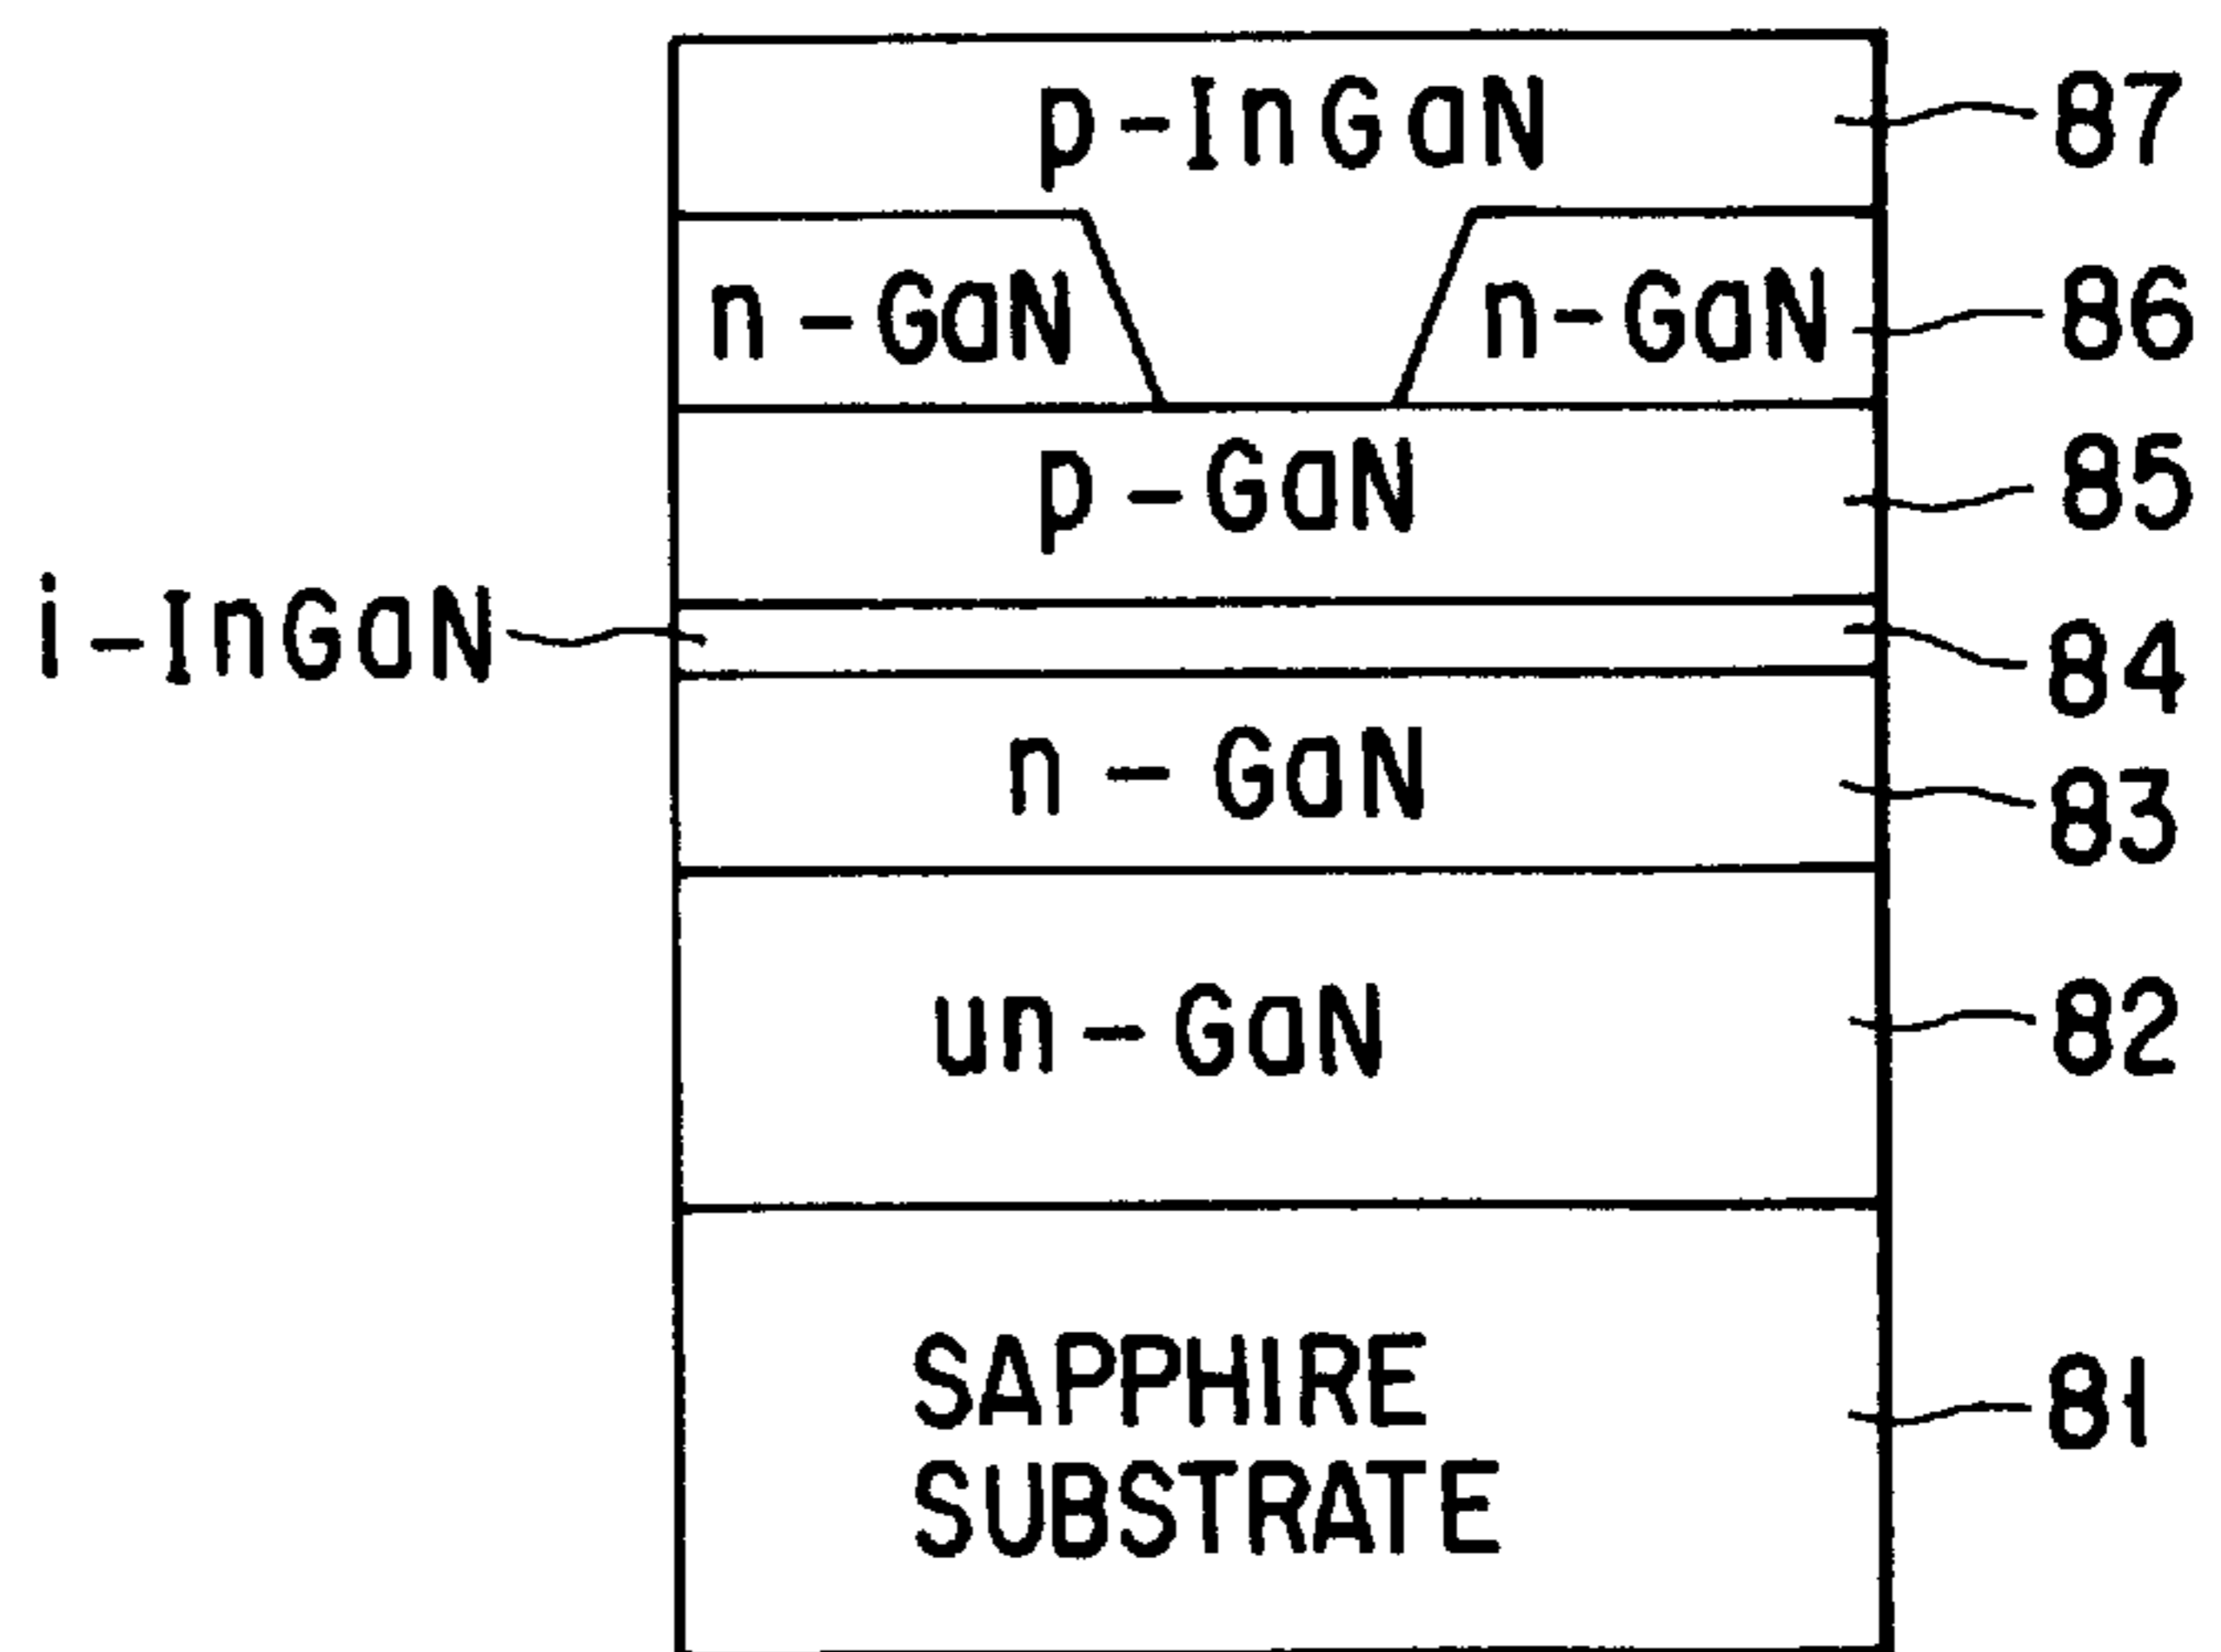 p-InGaN 87
n-GaN n-GaN 86
p-GaN 85
i-InGaN 84
n-GaN 83
un-GaN 82
SAPPHIRE 81
SUBSTRATE